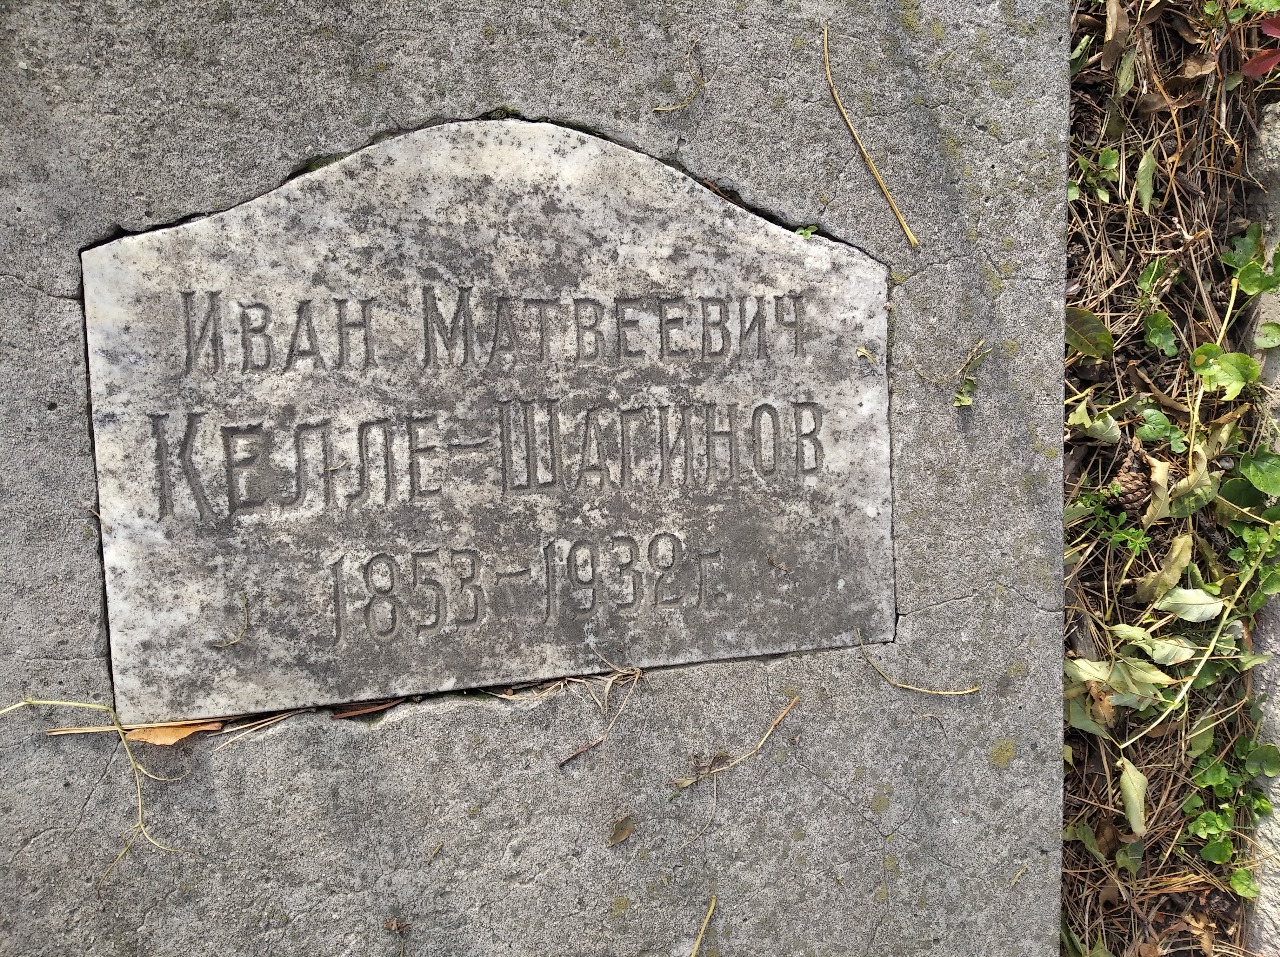 Иван Матвеевич
Келле-Шагинов
1853-1932г.